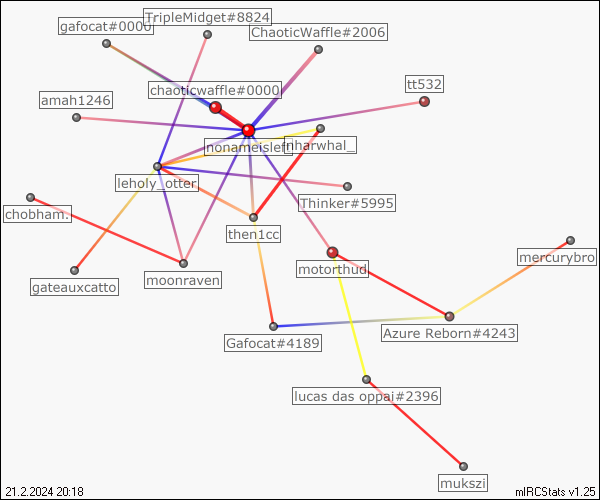 TripleMidget#8824
gafocat#0000
ChaoticWaffle#2006
tt532
chaoticwaffle#0000
amah1246
nonameisleft
nharwhal_
leholy_otter
Thinker#5995
chobham.
then1cc
mercurybro
motorthud
moonraven
gateauxcatto
Azure Reborn#4243
Gafocat#4189
lucas das oppai#2396
mukszi
21.2.2024 20:18
mIRCStats v1.25